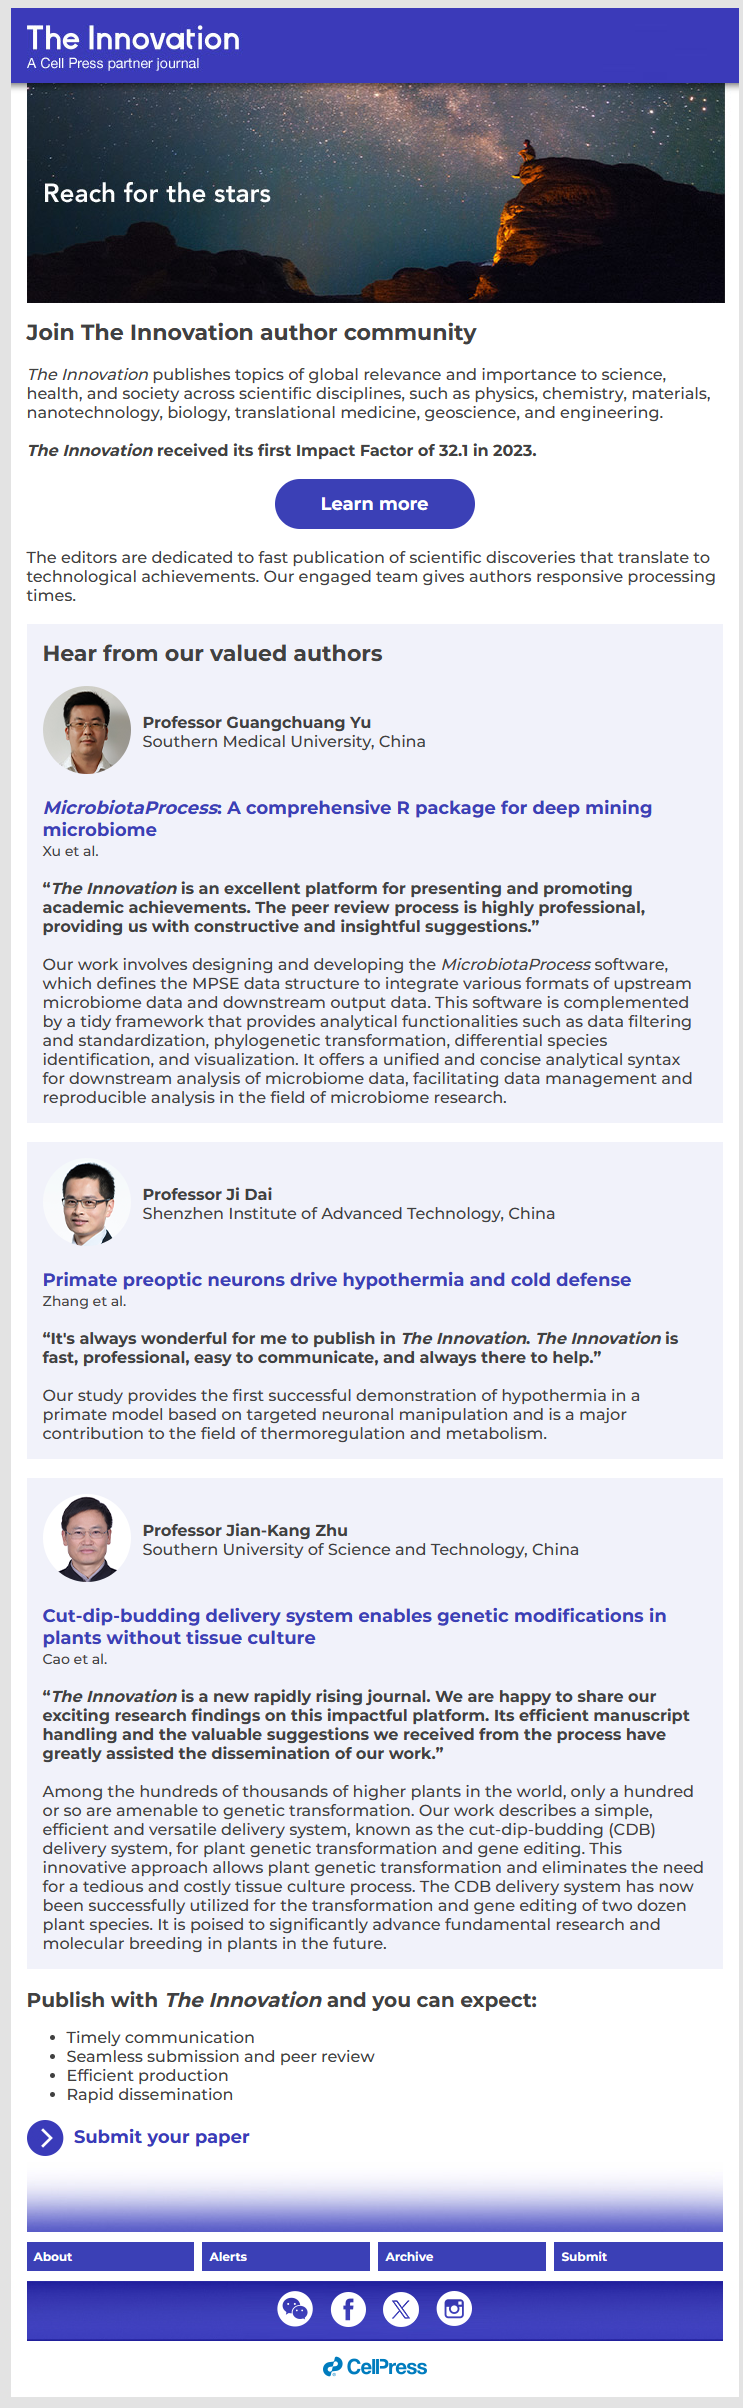 The Innovation
A Cell Press partner journal
Reach for the stars
Join The Innovation author community
The Innovation publishes topics of global relevance and importance to science,
health, and society across scientific disciplines, such as physics, chemistry, materials,
nanotechnology, biology, translational medicine, geoscience, and engineering.
The Innovation received its first Impact Factor of 32.1 in 2023.
Learn more
The editors are dedicated to fast publication of scientific discoveries that translate to
technological achievements. Our engaged team gives authors responsive processing
times.
Hear from our valued authors
Professor Guangchuang Yu
Southern Medical University, China
MicrobiotaProcess: A comprehensive R package for deep mining
microbiome
Xu et al.
“The Innovation is an excellent platform for presenting and promoting
academic achievements. The peer review process is highly professional,
providing us with constructive and insightful suggestions.”
Our work involves designing and developing the MicrobiotaProcess software,
which defines the MPSE data structure to integrate various formats of upstream
microbiome data and downstream output data. This software is complemented
by a tidy framework that provides analytical functionalities such as data filtering
and standardization, phylogenetic transformation, differential species
identification, and visualization. It offers a unified and concise analytical syntax
for downstream analysis of microbiome data, facilitating data management and
reproducible analysis in the field of microbiome research.
Professor Ji Dai
Shenzhen Institute of Advanced Technology, China
Primate preoptic neurons drive hypothermia and cold defense
Zhang et al.
“It's always wonderful for me to publish in The Innovation. The Innovation is
fast, professional, easy to communicate, and always there to help.”
Our study provides the first successful demonstration of hypothermia in a
primate model based on targeted neuronal manipulation and is a major
contribution to the field of thermoregulation and metabolism.
Professor Jian-Kang Zhu
Southern University of Science and Technology, China
Cut-dip-budding delivery system enables genetic modifications in
plants without tissue culture
Cao et al.
“The Innovation is a new rapidly rising journal. We are happy to share our
exciting research findings on this impactful platform. Its efficient manuscript
handling and the valuable suggestions we received from the process have
greatly assisted the dissemination of our work.”
Among the hundreds of thousands of higher plants in the world, only a hundred
or so are amenable to genetic transformation. Our work describes a simple,
efficient and versatile delivery system, known as the cut-dip-budding (CDB)
delivery system, for plant genetic transformation and gene editing. This
innovative approach allows plant genetic transformation and eliminates the need
for a tedious and costly tissue culture process. The CDB delivery system has now
been successfully utilized for the transformation and gene editing of two dozen
plant species. It is poised to significantly advance fundamental research and
molecular breeding in plants in the future.
Publish with The Innovation and you can expect:
• Timely communication
• Seamless submission and peer review
• Efficient production
• Rapid dissemination
Submit your paper
About
Alerts
Archive
Submit
CellPress